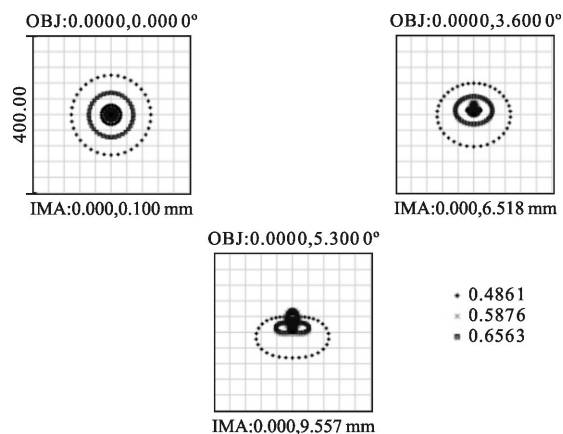 OBJ:0.0000,0.000 0°
OBJ:0.0000,3.600 0°
400.00
IMA:0.000,0.100 mm
IMA:0.000,6.518 mm
OBJ:0.0000,5.300 0°
0.4861
0.5876
0.6563
IMA:0.000,9.557 mm